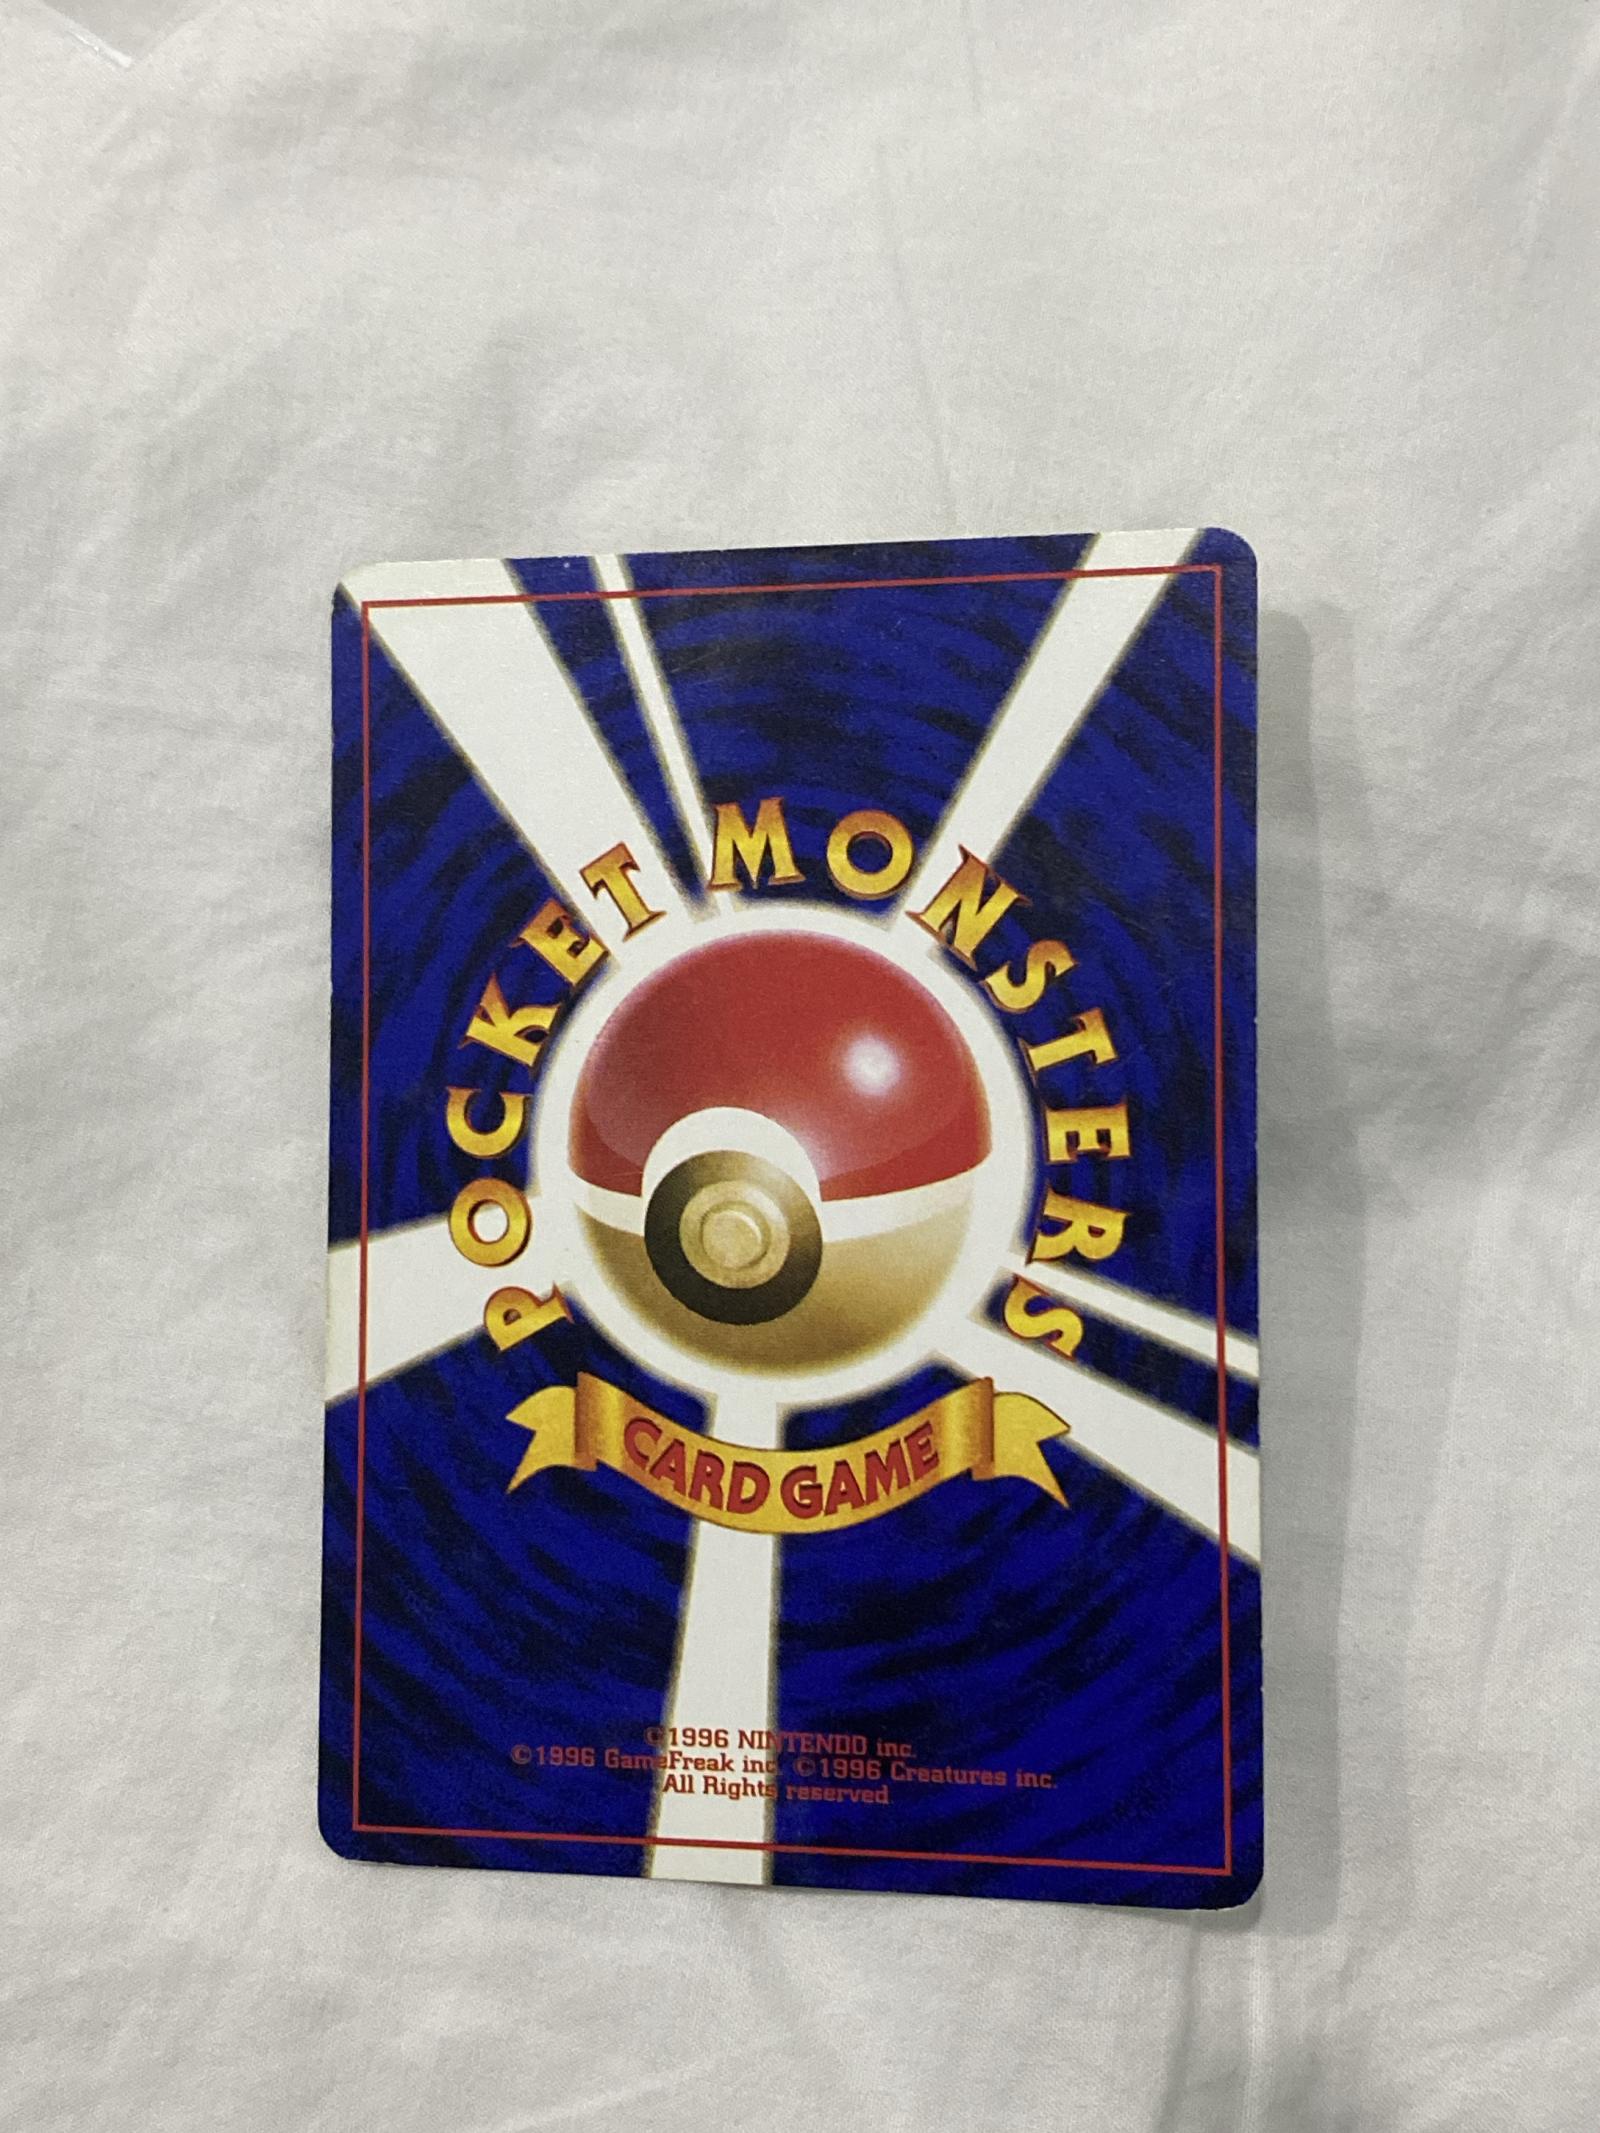 POCKET MONSTERS
CARD GAME
©1996 NINTENDO inc.
©1996 GameFreak inc. ©1996 Creatures inc.
All Rights reserved.